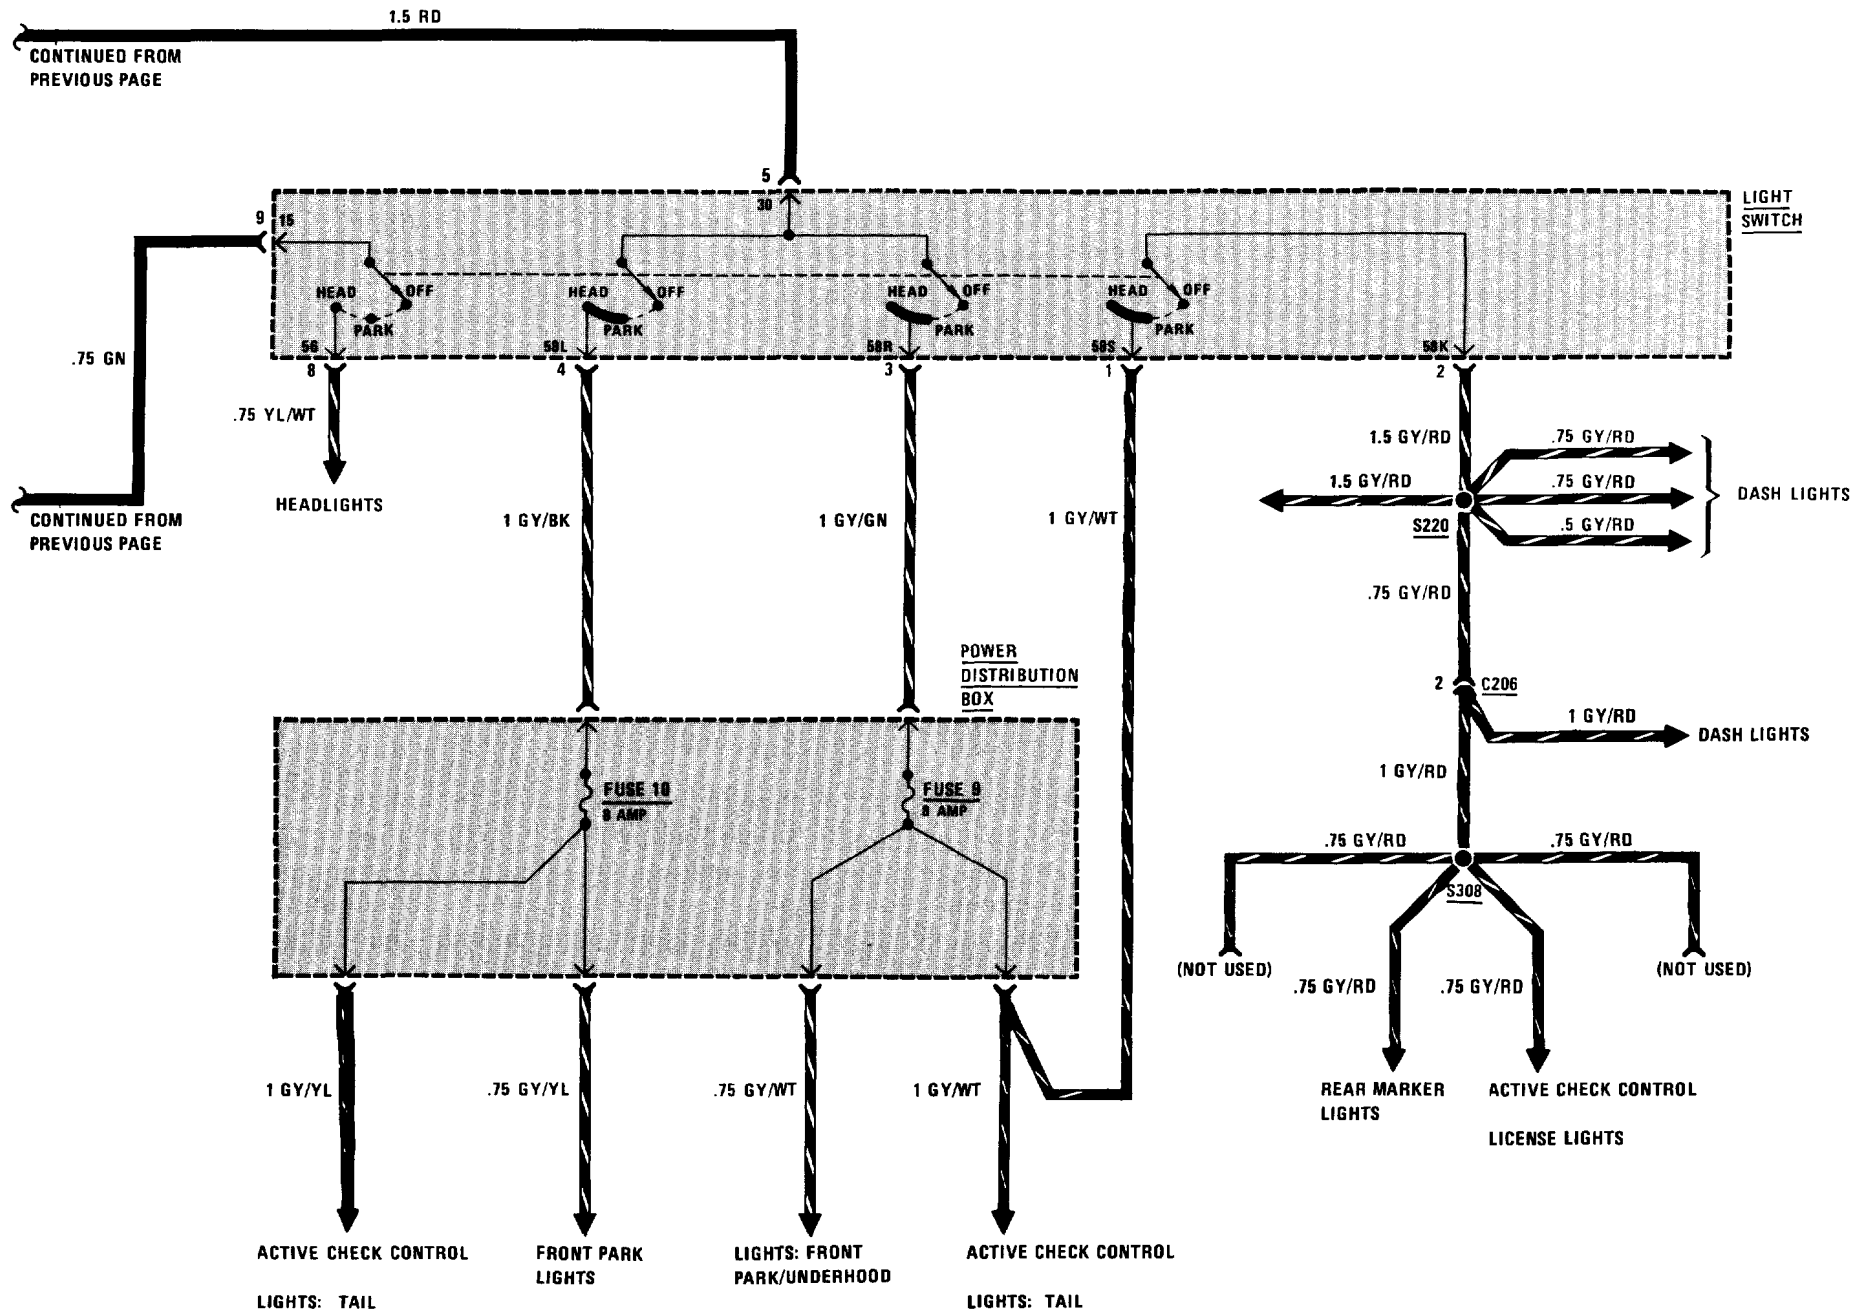 1.5 RD
CONTINUED FROM
PREVIOUS PAGE
5
30
LIGHT
SWITCH
9
15
HEAD
OFF
PARK
HEAD
OFF
PARK
HEAD
OFF
PARK
HEAD
OFF
PARK
56
58L
58R
58S
58K
8
4
3
1
2
.75 GN
.75 YL/WT
HEADLIGHTS
CONTINUED FROM
PREVIOUS PAGE
1 GY/BK
1 GY/GN
1 GY/WT
1.5 GY/RD
.75 GY/RD
1.5 GY/RD
.75 GY/RD
DASH LIGHTS
S220
.5 GY/RD
.75 GY/RD
POWER
DISTRIBUTION
BOX
2
C206
1 GY/RD
DASH LIGHTS
1 GY/RD
FUSE 10
8 AMP
FUSE 9
8 AMP
.75 GY/RD
.75 GY/RD
S308
(NOT USED)
(NOT USED)
.75 GY/RD
.75 GY/RD
1 GY/YL
.75 GY/YL
.75 GY/WT
1 GY/WT
REAR MARKER
LIGHTS
ACTIVE CHECK CONTROL
LICENSE LIGHTS
ACTIVE CHECK CONTROL
LIGHTS: TAIL
FRONT PARK
LIGHTS
LIGHTS: FRONT
PARK/UNDERHOOD
ACTIVE CHECK CONTROL
LIGHTS: TAIL